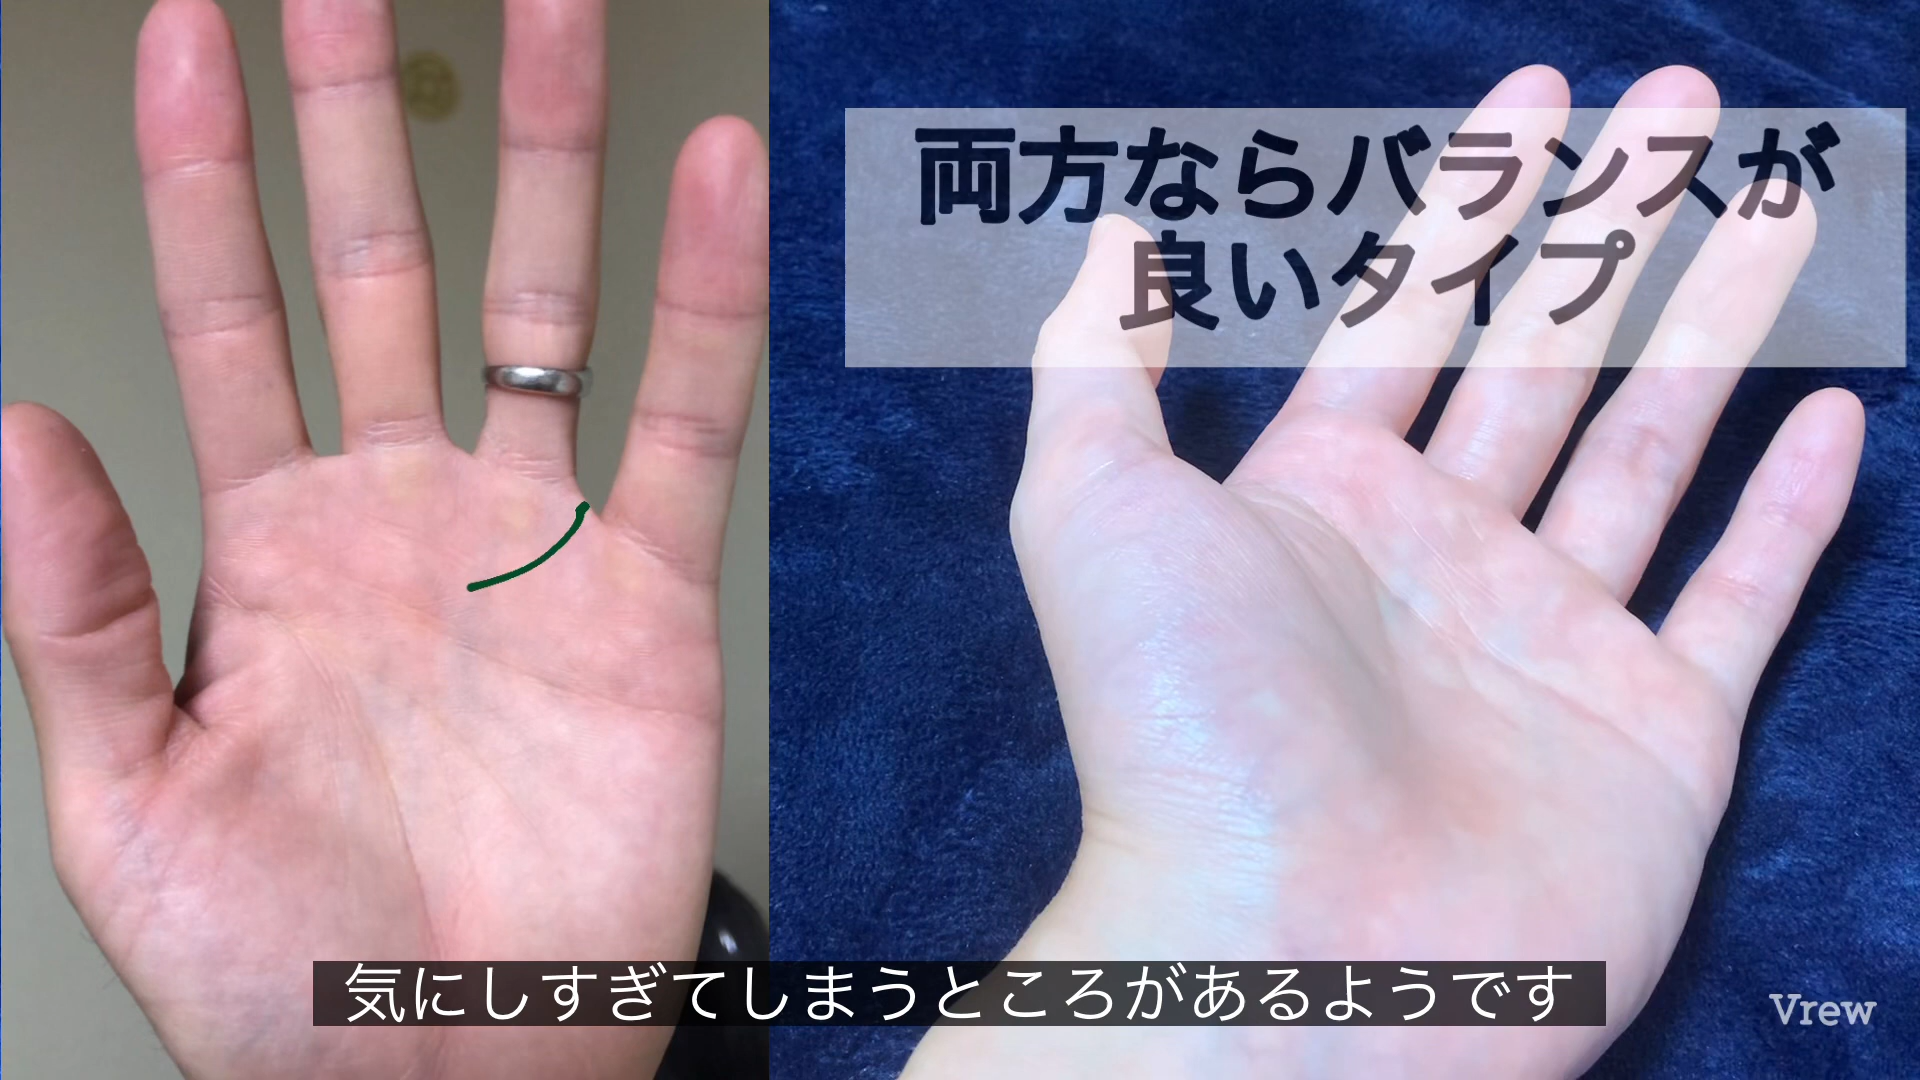 両方ならバランスが
良いタイプ
気にしすぎてしまうところがあるようです
Vrew